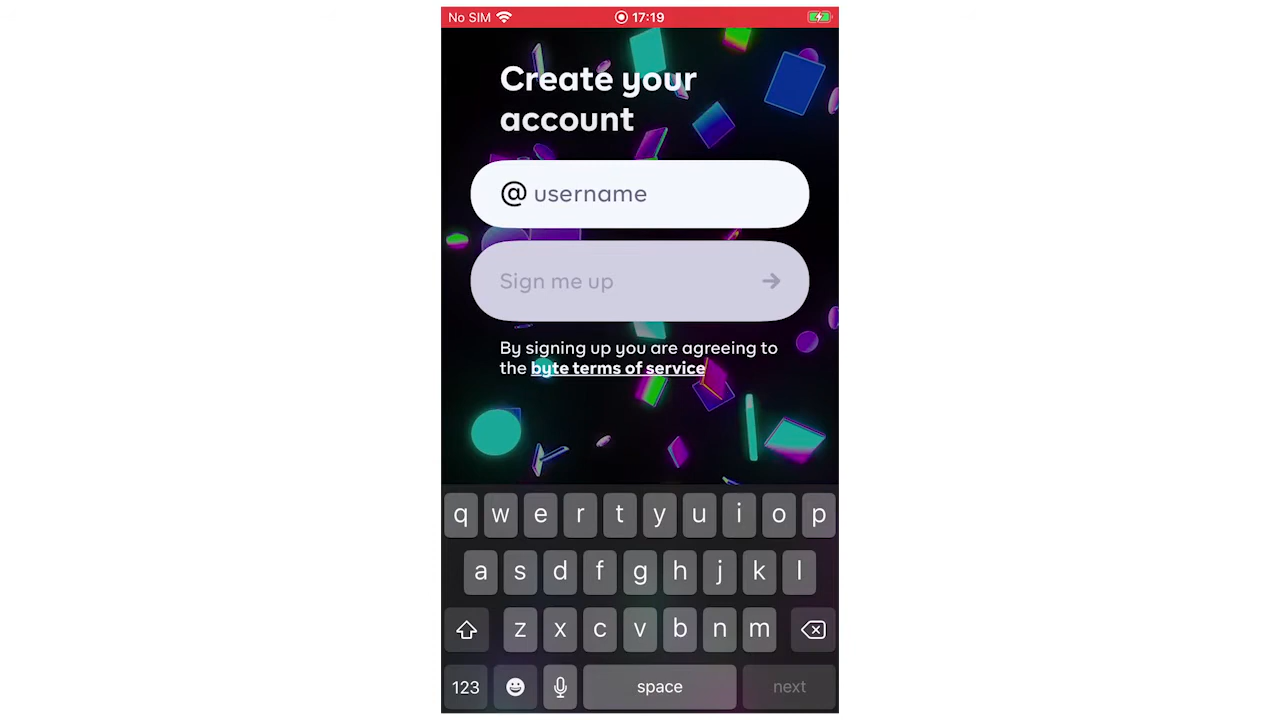 No SIM 17:19
Create your
account
@ username
Sign me up
By signing up you are agreeing to
the byte terms of service
q w e r t y u i o p
a s d f g h j k l
z x c v b n m
123 space next